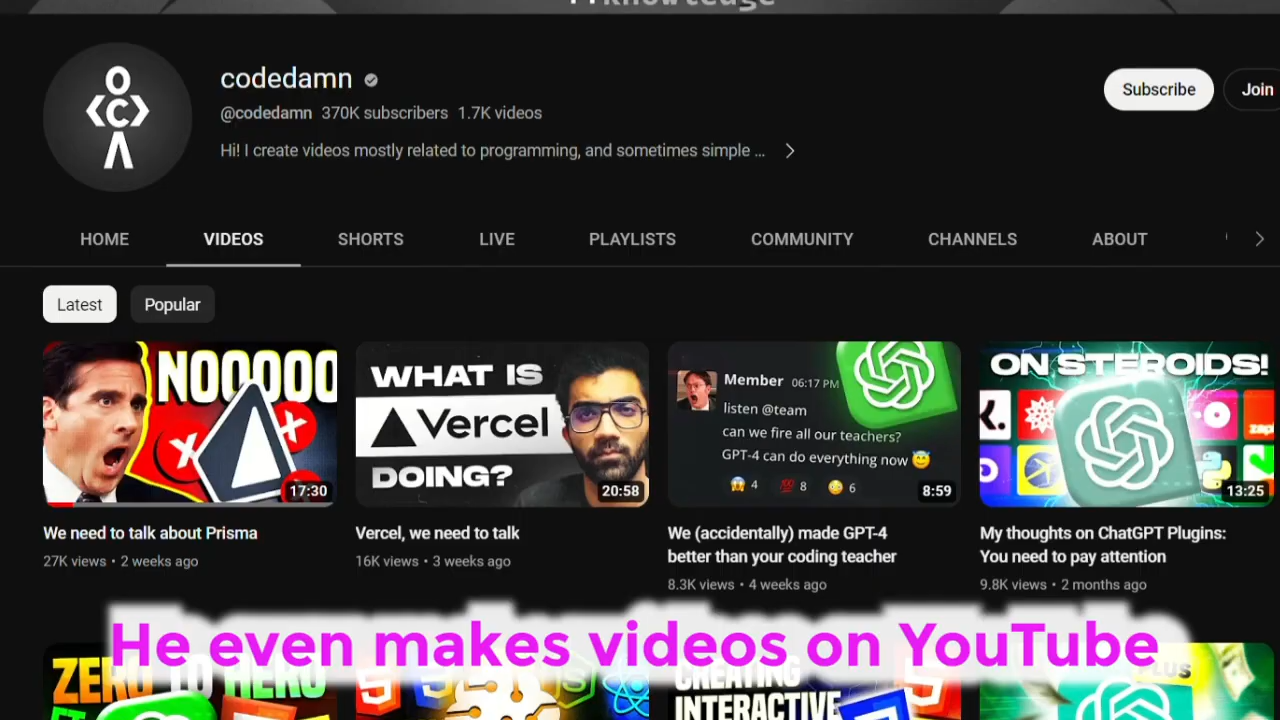 codedamn
@codedamn 370K subscribers 1.7K videos
Subscribe
Join
Hi! I create videos mostly related to programming, and sometimes simple ...
HOME VIDEOS SHORTS LIVE PLAYLISTS COMMUNITY CHANNELS ABOUT
Latest Popular
NOOOOO
17:30
WHAT IS
Vercel
DOING?
20:58
Member 06:17 PM
listen @team
can we fire all our teachers?
GPT-4 can do everything now
4 8 6
8:59
ON STEROIDS!
13:25
We need to talk about Prisma
27K views • 2 weeks ago
Vercel, we need to talk
16K views • 3 weeks ago
We (accidentally) made GPT-4
better than your coding teacher
8.3K views • 4 weeks ago
My thoughts on ChatGPT Plugins:
You need to pay attention
9.8K views • 2 months ago
He even makes videos on YouTube
ZERO TO HERO
INTERACTIVE
PLUS